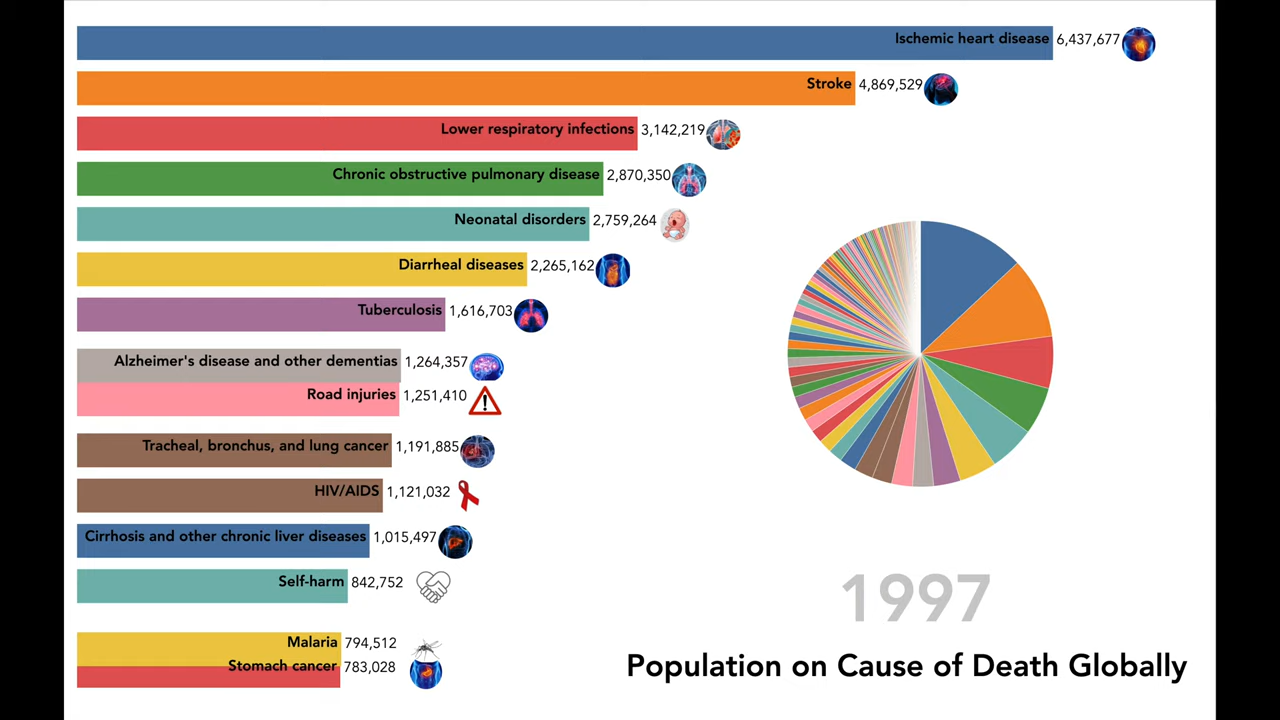 Ischemic heart disease 6,437,677
Stroke 4,869,529
Lower respiratory infections 3,142,219
Chronic obstructive pulmonary disease 2,870,350
Neonatal disorders 2,759,264
Diarrheal diseases 2,265,162
Tuberculosis 1,616,703
Alzheimer's disease and other dementias 1,264,357
Road injuries 1,251,410
Tracheal, bronchus, and lung cancer 1,191,885
HIV/AIDS 1,121,032
Cirrhosis and other chronic liver diseases 1,015,497
Self-harm 842,752
Malaria 794,512
Stomach cancer 783,028
1997
Population on Cause of Death Globally